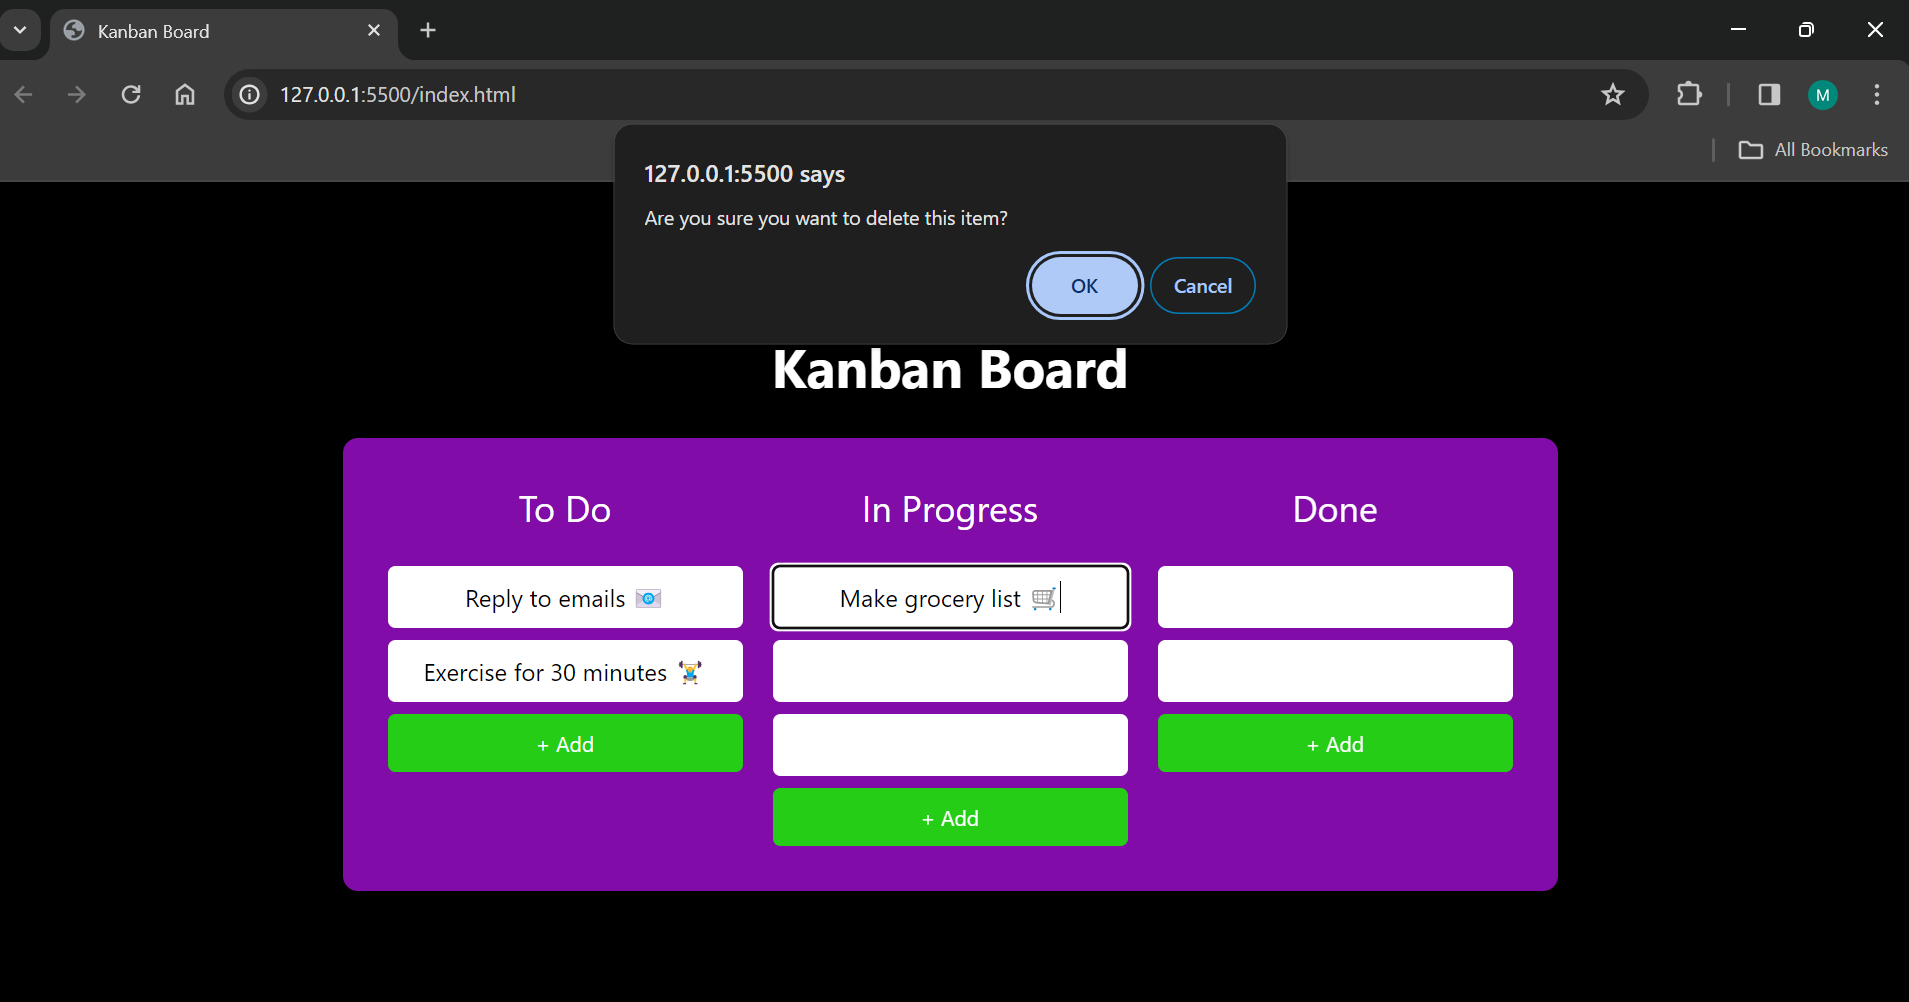 Kanban Board
127.0.0.1:5500/index.html
M
All Bookmarks
127.0.0.1:5500 says
Are you sure you want to delete this item?
OK
Cancel
Kanban Board
To Do
In Progress
Done
Reply to emails 📧
Make grocery list 🛒
Exercise for 30 minutes 🏋️
+ Add
+ Add
+ Add